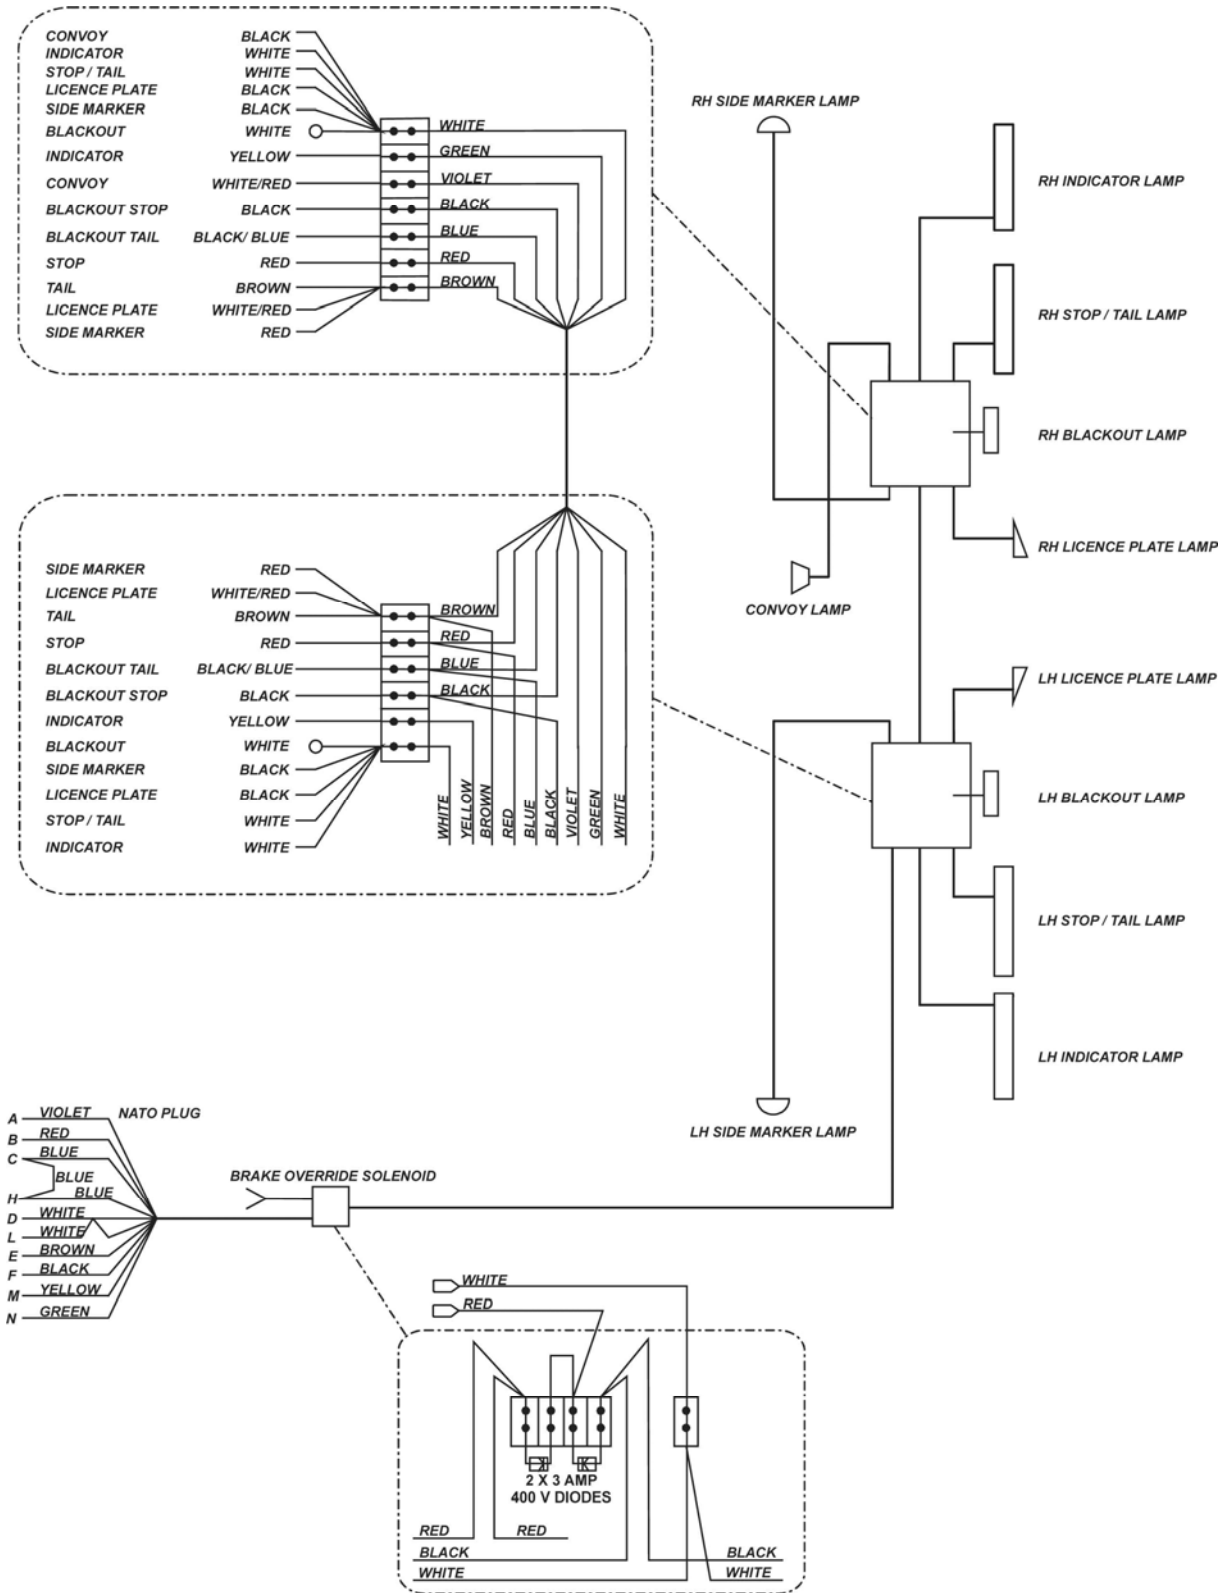 CONVOY BLACK
INDICATOR WHITE
STOP / TAIL WHITE
LICENCE PLATE BLACK
SIDE MARKER BLACK
BLACKOUT WHITE WHITE
INDICATOR YELLOW GREEN
CONVOY WHITE/RED VIOLET
BLACKOUT STOP BLACK BLACK
BLACKOUT TAIL BLACK/ BLUE BLUE
STOP RED RED
TAIL BROWN BROWN
LICENCE PLATE WHITE/RED
SIDE MARKER RED
RH SIDE MARKER LAMP
RH INDICATOR LAMP
RH STOP / TAIL LAMP
RH BLACKOUT LAMP
RH LICENCE PLATE LAMP
CONVOY LAMP
SIDE MARKER RED
LICENCE PLATE WHITE/RED
TAIL BROWN BROWN
STOP RED RED
BLACKOUT TAIL BLACK/ BLUE BLUE
BLACKOUT STOP BLACK BLACK
INDICATOR YELLOW
BLACKOUT WHITE
SIDE MARKER BLACK
LICENCE PLATE BLACK
STOP / TAIL WHITE
INDICATOR WHITE
WHITE
YELLOW
BROWN
RED
BLUE
BLACK
VIOLET
GREEN
WHITE
LH LICENCE PLATE LAMP
LH BLACKOUT LAMP
LH STOP / TAIL LAMP
LH INDICATOR LAMP
LH SIDE MARKER LAMP
NATO PLUG
A VIOLET
B RED
C BLUE
BLUE
H BLUE
D WHITE
L WHITE
E BROWN
F BLACK
M YELLOW
N GREEN
BRAKE OVERRIDE SOLENOID
WHITE
RED
2 X 3 AMP
400 V DIODES
RED RED
BLACK BLACK
WHITE WHITE